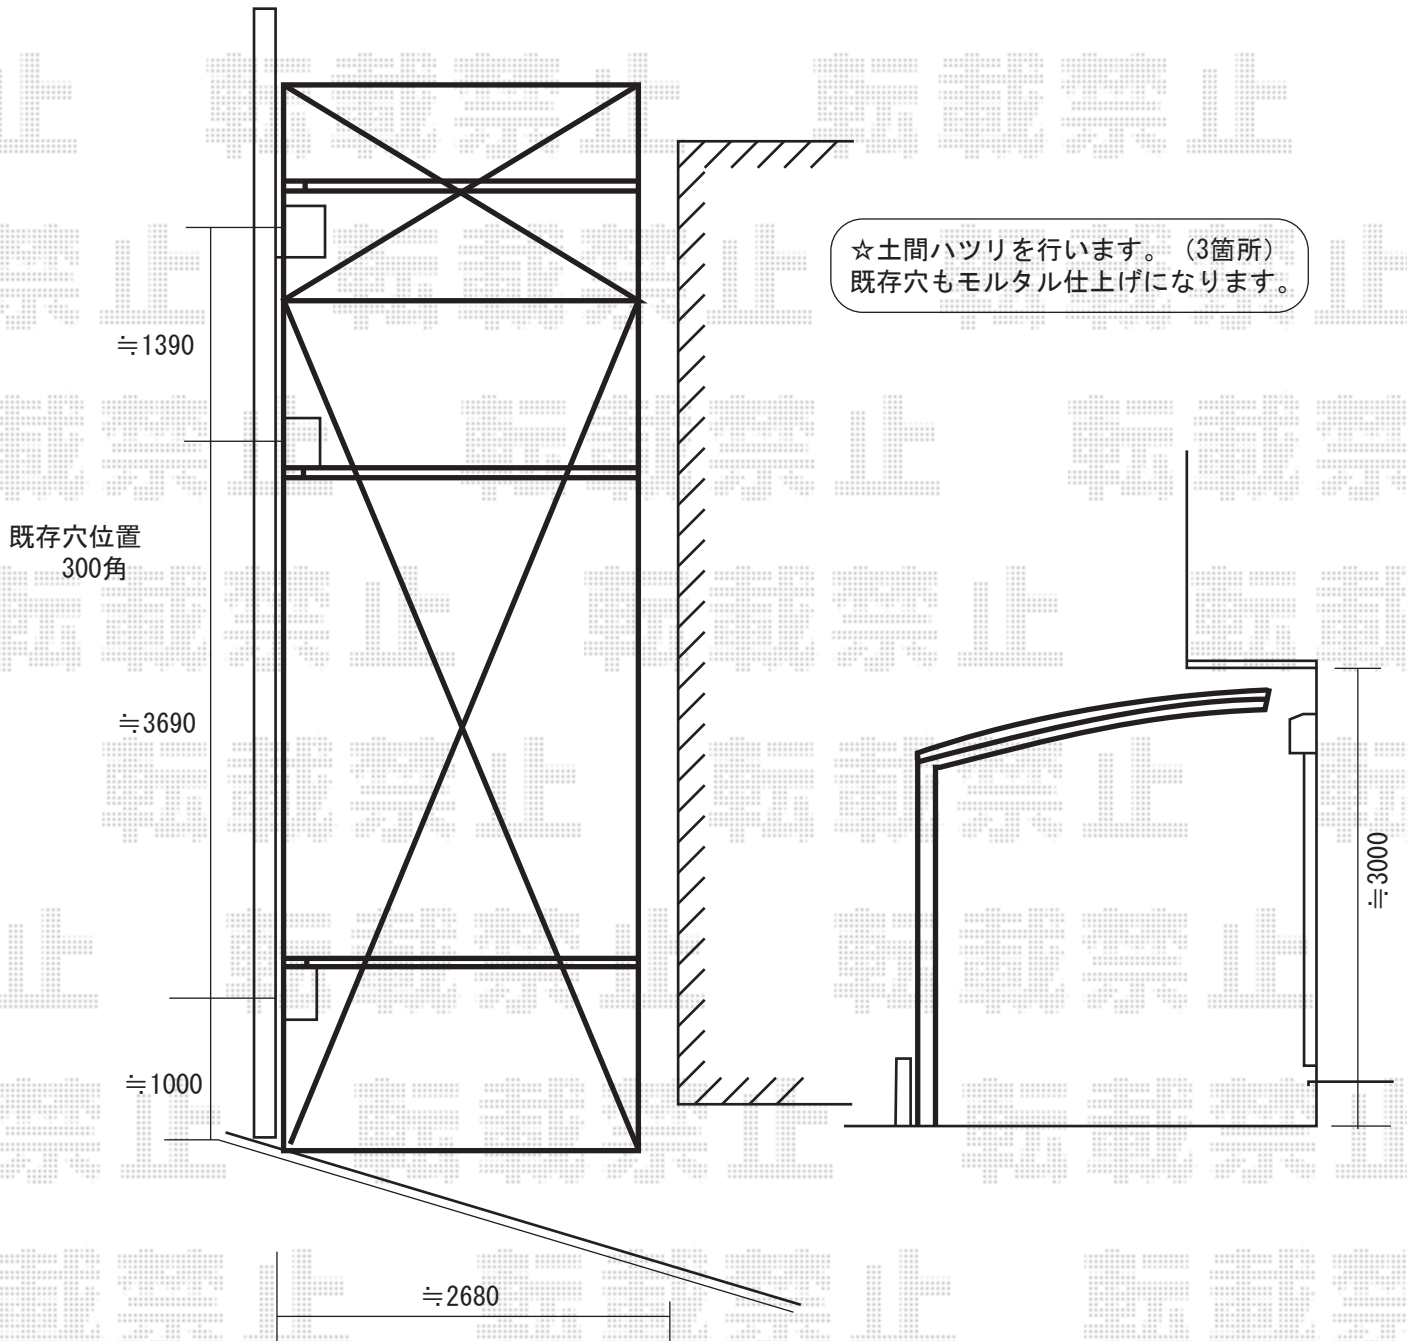 ☆土間ハツリを行います。（3箇所）
既存穴もモルタル仕上げになります。
≒1390
既存穴位置
300角
≒3690
≒3000
≒1000
≒2680
転載禁止